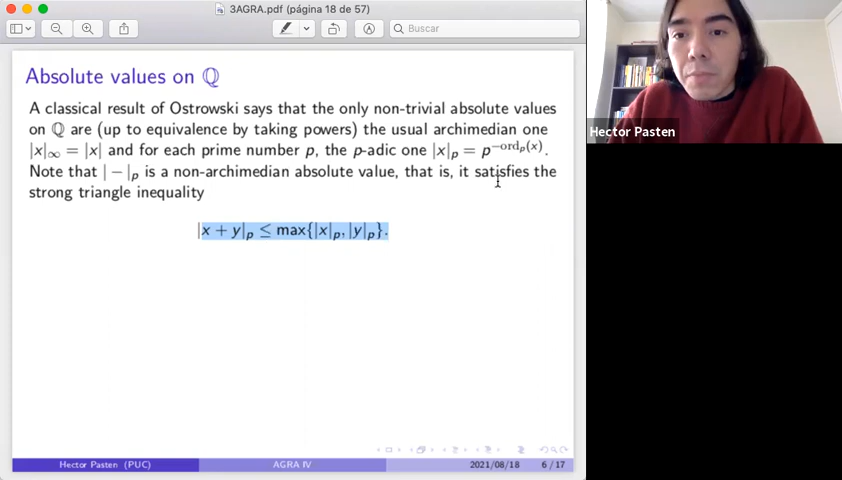 3AGRA.pdf (página 18 de 57)
Buscar
Absolute values on ℚ
A classical result of Ostrowski says that the only non-trivial absolute values
on ℚ are (up to equivalence by taking powers) the usual archimedian one
|x|∞ = |x| and for each prime number p, the p-adic one |x|ₚ = p^{−ordₚ(x)}.
Note that | − |ₚ is a non-archimedian absolute value, that is, it satisfies the
strong triangle inequality
|x + y|ₚ ≤ max{|x|ₚ, |y|ₚ}.
Hector Pasten (PUC) AGRA IV 2021/08/18 6 / 17
Hector Pasten